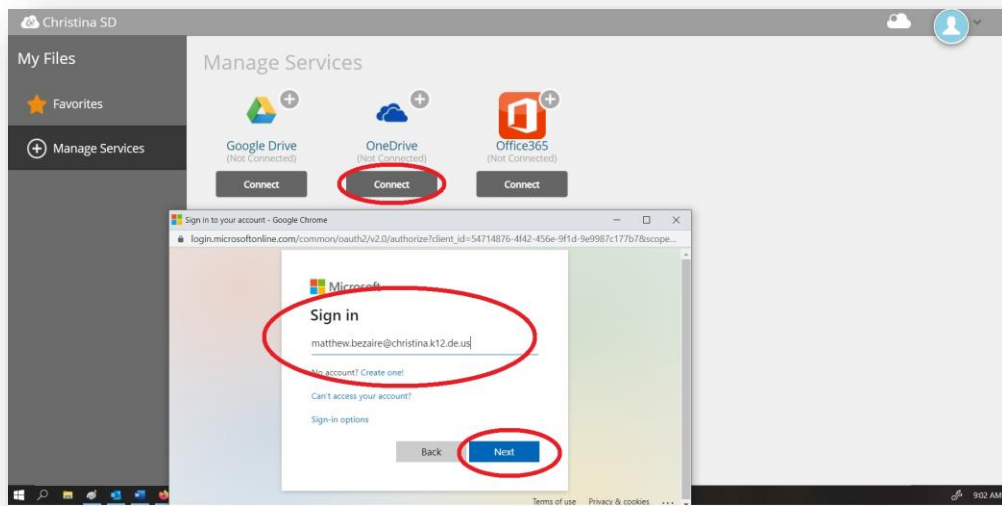 Christina SD
My Files
Favorites
Manage Services
Manage Services
Google Drive
(Not Connected)
Connect
OneDrive
(Not Connected)
Connect
Office365
(Not Connected)
Connect
Sign in to your account - Google Chrome
login.microsoftonline.com/common/oauth2/v2.0/authorize?client_id=54714876-4f42-456e-9f1d-9e9987c177b7&scope...
Microsoft
Sign in
matthew.bezaire@christina.k12.de.us
No account? Create one!
Can't access your account?
Sign-in options
Back
Next
Terms of use Privacy & cookies ...
9:02 AM